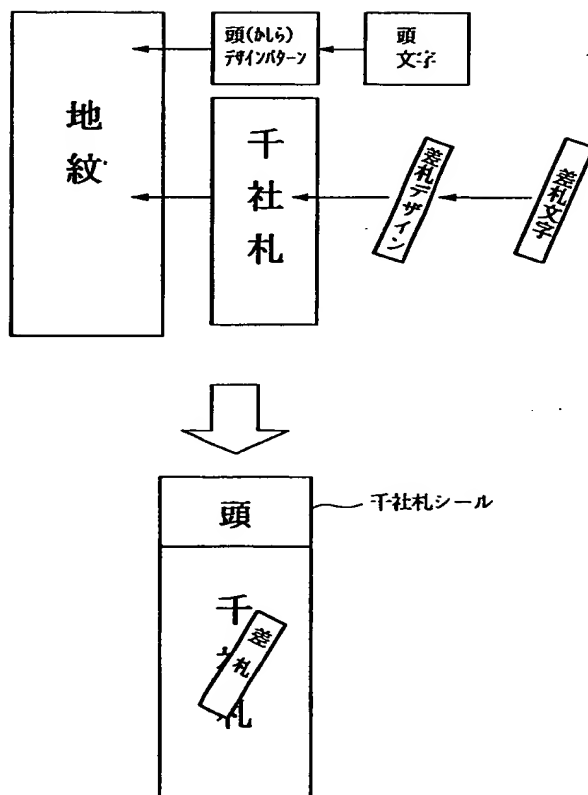 地紋
頭(かしら)
デザインパターン
頭
文字
千社札
差札デザイン
差札文字
頭
千社札シール
千社札
差札